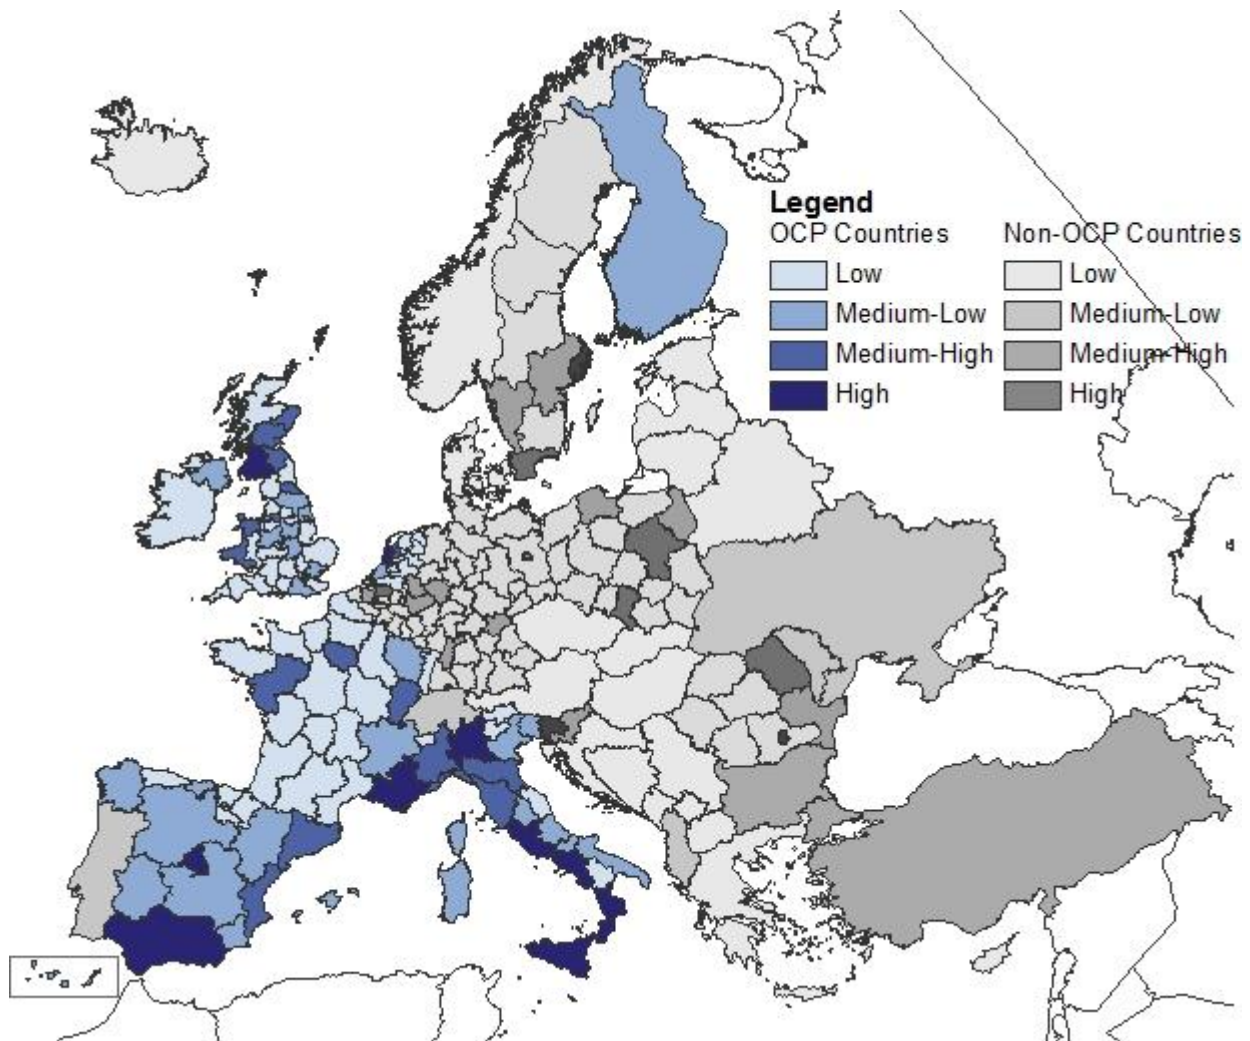 Legend
OCP Countries Non-OCP Countries
Low Low
Medium-Low Medium-Low
Medium-High Medium-High
High High